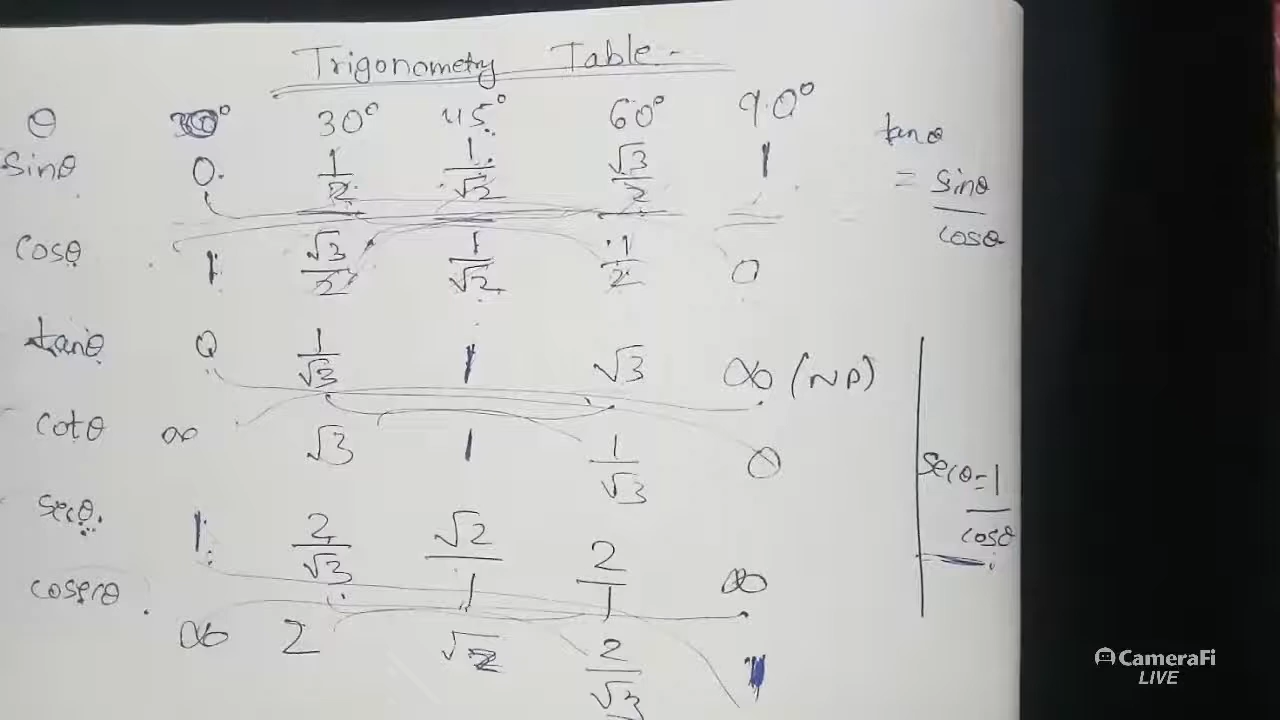 Trigonometry Table
θ 30° 45° 60° 90°
sinθ 0 1/2 1/√2 √3/2 1
cosθ 1 √3/2 1/√2 1/2 0
tanθ 0 1/√3 1 √3 ∞
cotθ ∞ √3 1 1/√3 0
secθ 1 2/√3 √2/1 2/1 ∞
cosecθ ∞ 2 √2 2/√3 1
tanθ
= sinθ/cosθ
secθ = 1/cosθ
CameraFi
LIVE